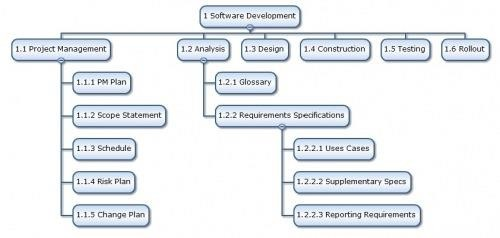 1 Software Development
1.1 Project Management
1.2 Analysis
1.3 Design
1.4 Construction
1.5 Testing
1.6 Rollout
1.1.1 PM Plan
1.1.2 Scope Statement
1.1.3 Schedule
1.1.4 Risk Plan
1.1.5 Change Plan
1.2.1 Glossary
1.2.2 Requirements Specifications
1.2.2.1 Uses Cases
1.2.2.2 Supplementary Specs
1.2.2.3 Reporting Requirements